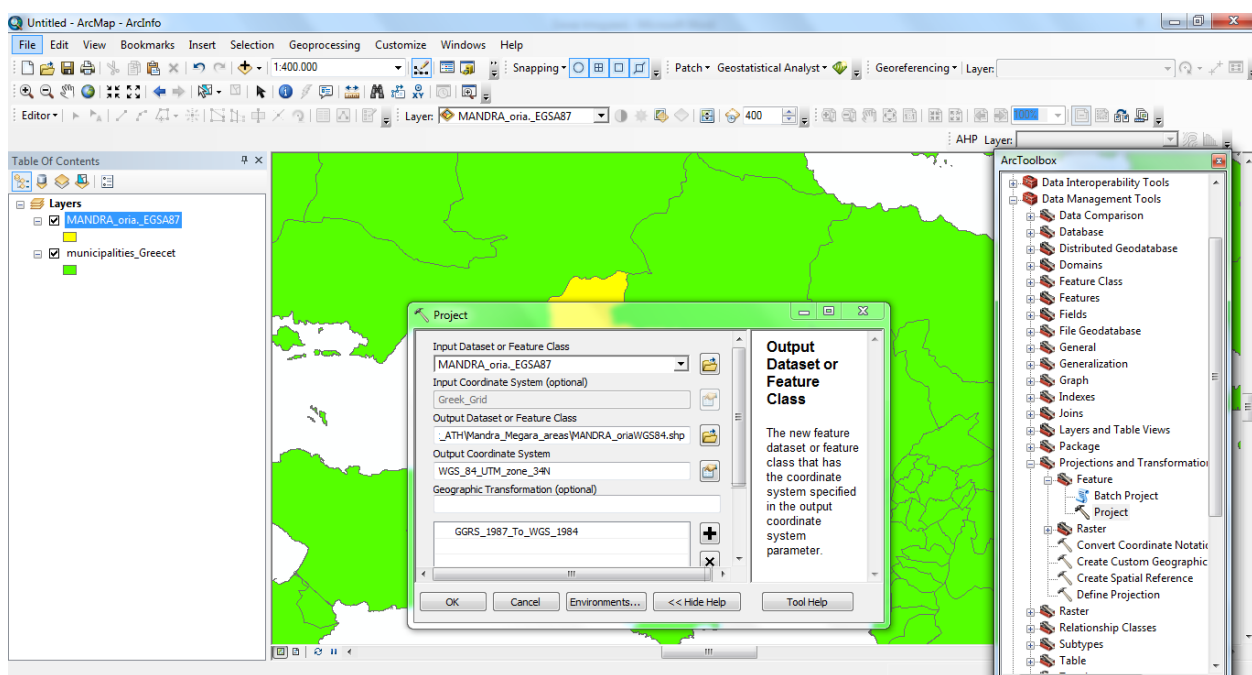 Untitled - ArcMap - ArcInfo
File Edit View Bookmarks Insert Selection Geoprocessing Customize Windows Help
1:400.000 Snapping Patch Geostatistical Analyst Georeferencing Layer:
Editor Layer: MANDRA_oria._EGSA87 400 100%
AHP Layer:
Table Of Contents
Layers
MANDRA_oria._EGSA87
municipalities_Greecet
Project
Input Dataset or Feature Class
MANDRA_oria._EGSA87
Input Coordinate System (optional)
Greek_Grid
Output Dataset or Feature Class
:_ATH\Mandra_Megara_areas\MANDRA_oriaWGS84.shp
Output Coordinate System
WGS_84_UTM_zone_34N
Geographic Transformation (optional)
GGRS_1987_To_WGS_1984
OK Cancel Environments... << Hide Help Tool Help
Output
Dataset or
Feature
Class
The new feature
dataset or feature
class that has
the coordinate
system specified
in the output
coordinate
system
parameter.
ArcToolbox
Data Interoperability Tools
Data Management Tools
Data Comparison
Database
Distributed Geodatabase
Domains
Feature Class
Features
Fields
File Geodatabase
General
Generalization
Graph
Indexes
Joins
Layers and Table Views
Package
Projections and Transformation
Feature
Batch Project
Project
Raster
Convert Coordinate Notatic
Create Custom Geographic
Create Spatial Reference
Define Projection
Raster
Relationship Classes
Subtypes
Table